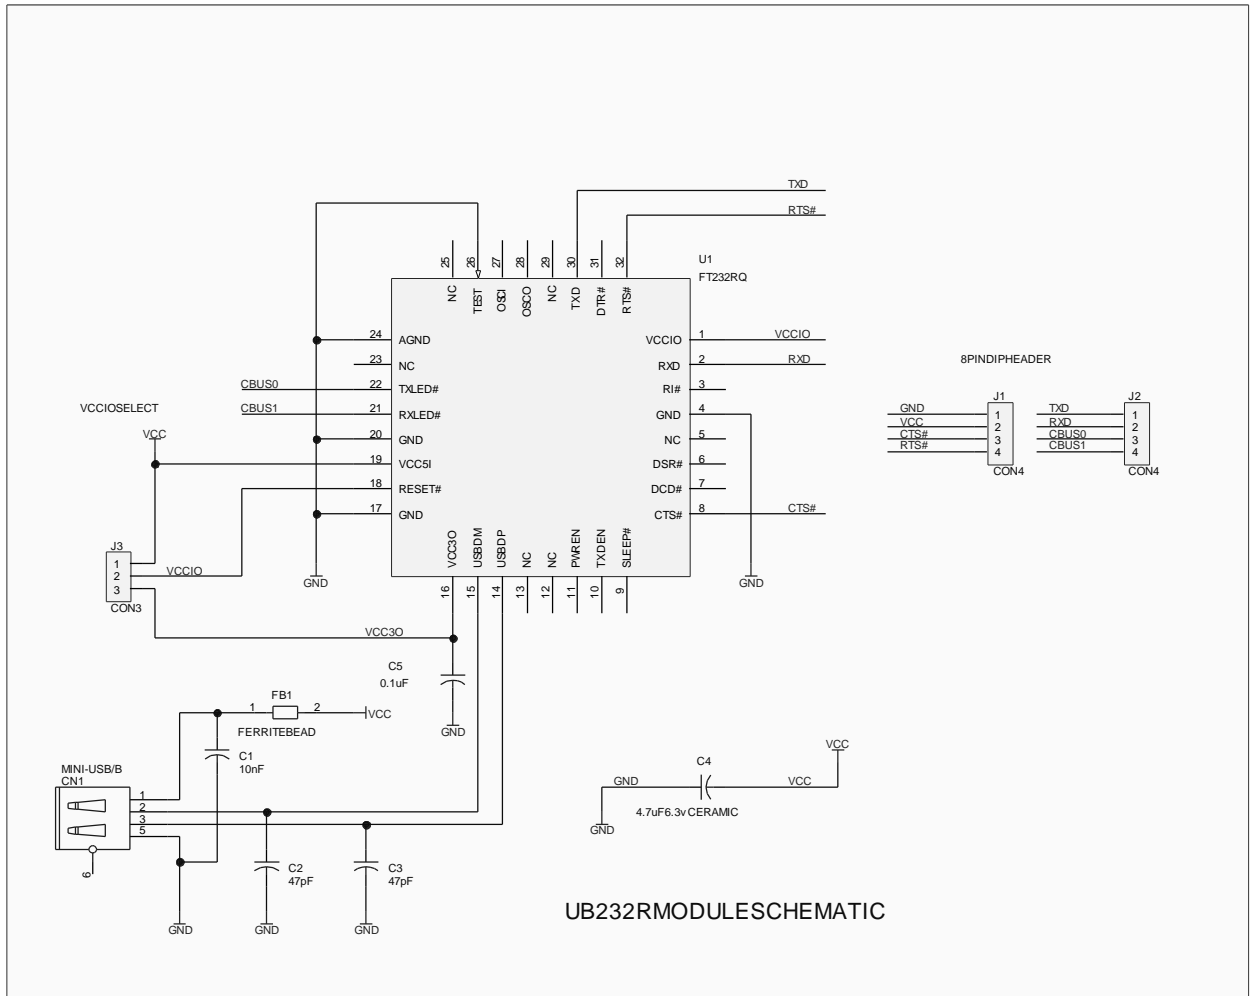 TXD
RTS#
25
26
27
28
29
30
31
32
U1
FT232RQ
NC
TEST
OSCI
OSCO
NC
TXD
DTR#
RTS#
24 AGND
VCCIO 1 VCCIO
23 NC
RXD 2 RXD
CBUS0 22 TXLED#
RI# 3
CBUS1 21 RXLED#
GND 4
20 GND
NC 5
19 VCC5I
DSR# 6
18 RESET#
DCD# 7
17 GND
CTS# 8 CTS#
VCC3O
USBDM
USBDP
NC
NC
PWREN
TXDEN
SLEEP#
16
15
14
13
12
11
10
9
GND
GND
VCCIOSELECT
VCC
J3
1
2
3
CON3
VCCIO
VCC3O
8PINDIPHEADER
J1
GND 1
VCC 2
CTS# 3
RTS# 4
CON4
J2
TXD 1
RXD 2
CBUS0 3
CBUS1 4
CON4
C5
0.1uF
GND
FB1
1 2
VCC
FERRITEBEAD
C1
10nF
MINI-USB/B
CN1
1
2
3
5
6
C2
47pF
C3
47pF
GND
GND
GND
VCC
C4
GND VCC
4.7uF6.3vCERAMIC
GND
UB232RMODULESCHEMATIC